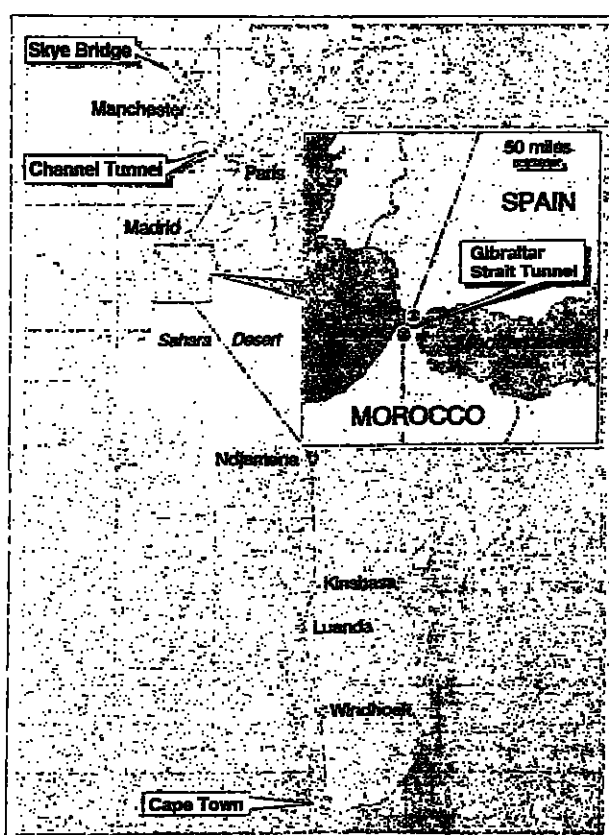 Skye Bridge
Manchester
Channel Tunnel
Paris
Madrid
Sahara Desert
50 miles
SPAIN
Gibraltar
Strait Tunnel
MOROCCO
Ndjamena
Kinshasa
Luanda
Windhoek
Cape Town